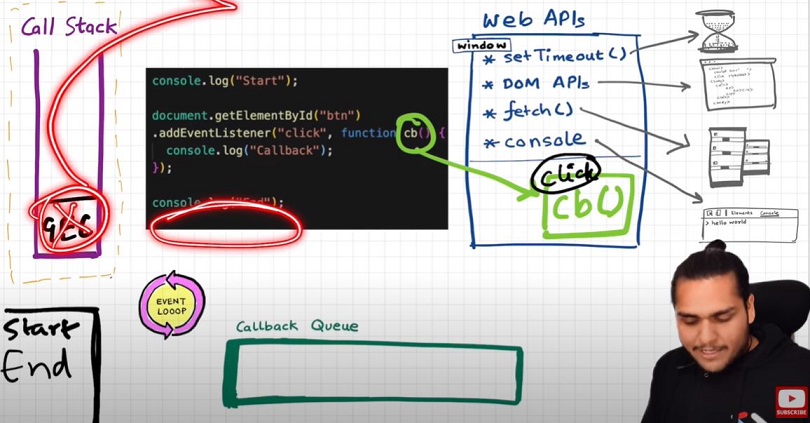 Call Stack
GEC
console.log("Start");
document.getElementById("btn")
.addEventListener("click", function cb() {
console.log("Callback");
});
console.log("End");
Web APIs
window
* setTimeout()
* DOM APIs
* fetch()
* console
click
cb()
Elements Console
> hello world
Start
End
EVENT
LOOOP
Callback Queue
SUBSCRIBE